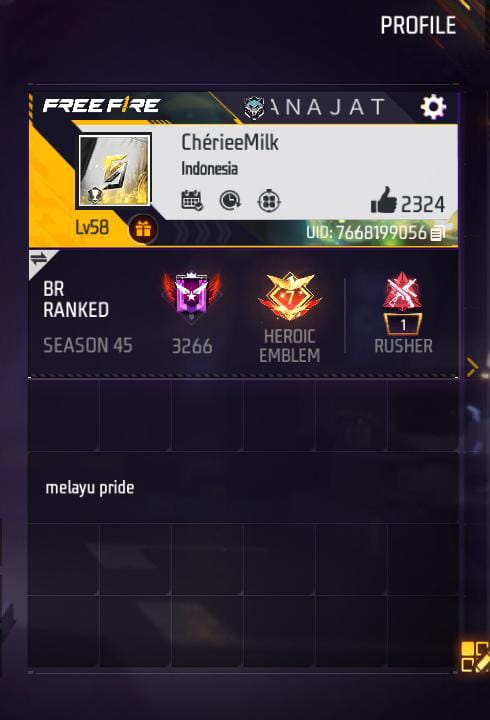 PROFILE
FREE FIRE
ANAJAT
ChérieeMilk
Indonesia
2324
Lv58
UID: 7668199056
BR
RANKED
SEASON 45
3266
HEROIC
EMBLEM
1
RUSHER
melayu pride